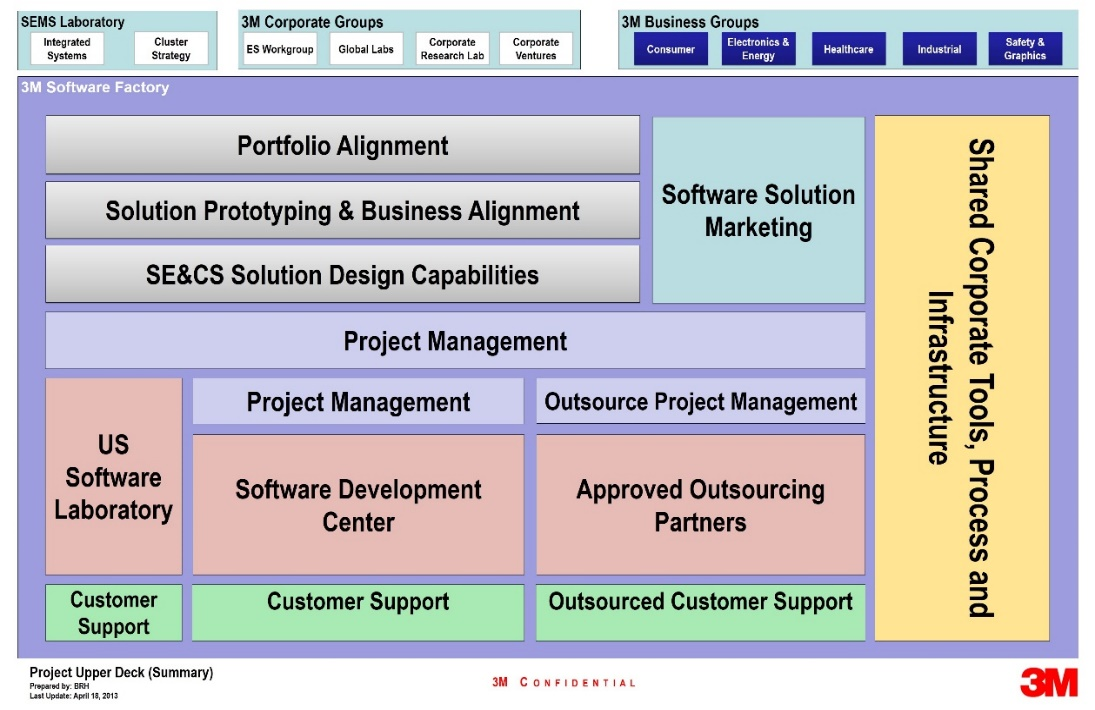 SEMS Laboratory
Integrated
Systems
Cluster
Strategy
3M Corporate Groups
ES Workgroup
Global Labs
Corporate
Research Lab
Corporate
Ventures
3M Business Groups
Consumer
Electronics &
Energy
Healthcare
Industrial
Safety &
Graphics
3M Software Factory
Portfolio Alignment
Solution Prototyping & Business Alignment
SE&CS Solution Design Capabilities
Software Solution
Marketing
Shared Corporate Tools, Process and
Infrastructure
Project Management
US
Software
Laboratory
Project Management
Outsource Project Management
Software Development
Center
Approved Outsourcing
Partners
Customer
Support
Customer Support
Outsourced Customer Support
Project Upper Deck (Summary)
Prepared by: BRH
Last Update: April 18, 2013
3M CONFIDENTIAL
3M